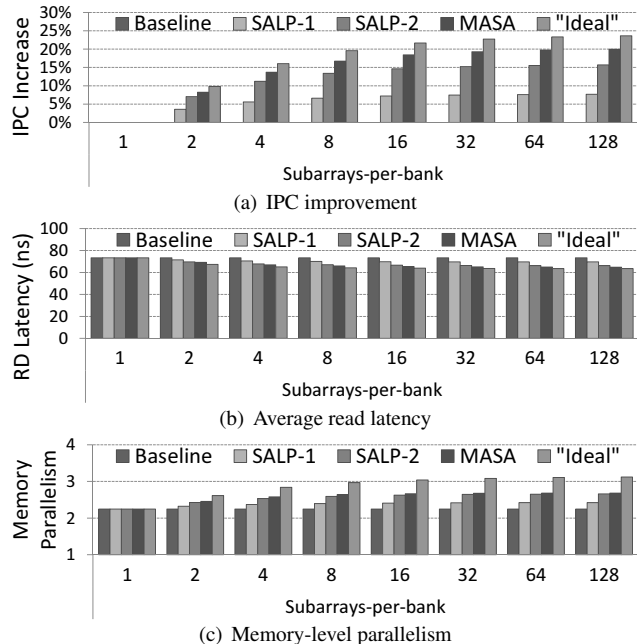 30%
25%
20%
15%
10%
5%
0%
IPC Increase
Baseline SALP-1 SALP-2 MASA "Ideal"
1 2 4 8 16 32 64 128
Subarrays-per-bank
(a) IPC improvement
100
80
60
40
20
0
RD Latency (ns)
Baseline SALP-1 SALP-2 MASA "Ideal"
1 2 4 8 16 32 64 128
Subarrays-per-bank
(b) Average read latency
4
3
2
1
Memory
Parallelism
Baseline SALP-1 SALP-2 MASA "Ideal"
1 2 4 8 16 32 64 128
Subarrays-per-bank
(c) Memory-level parallelism